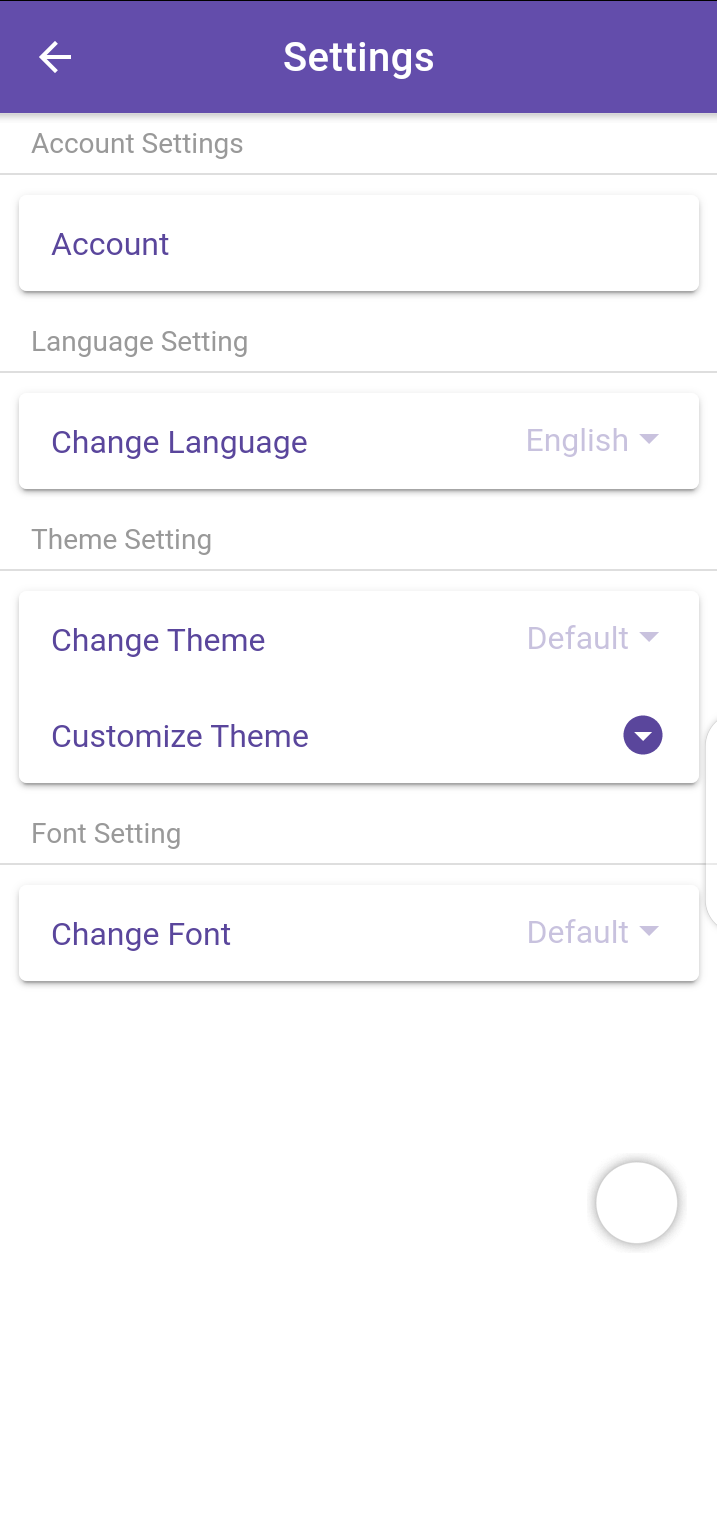 Settings
Account Settings
Account
Language Setting
Change Language English
Theme Setting
Change Theme Default
Customize Theme
Font Setting
Change Font Default